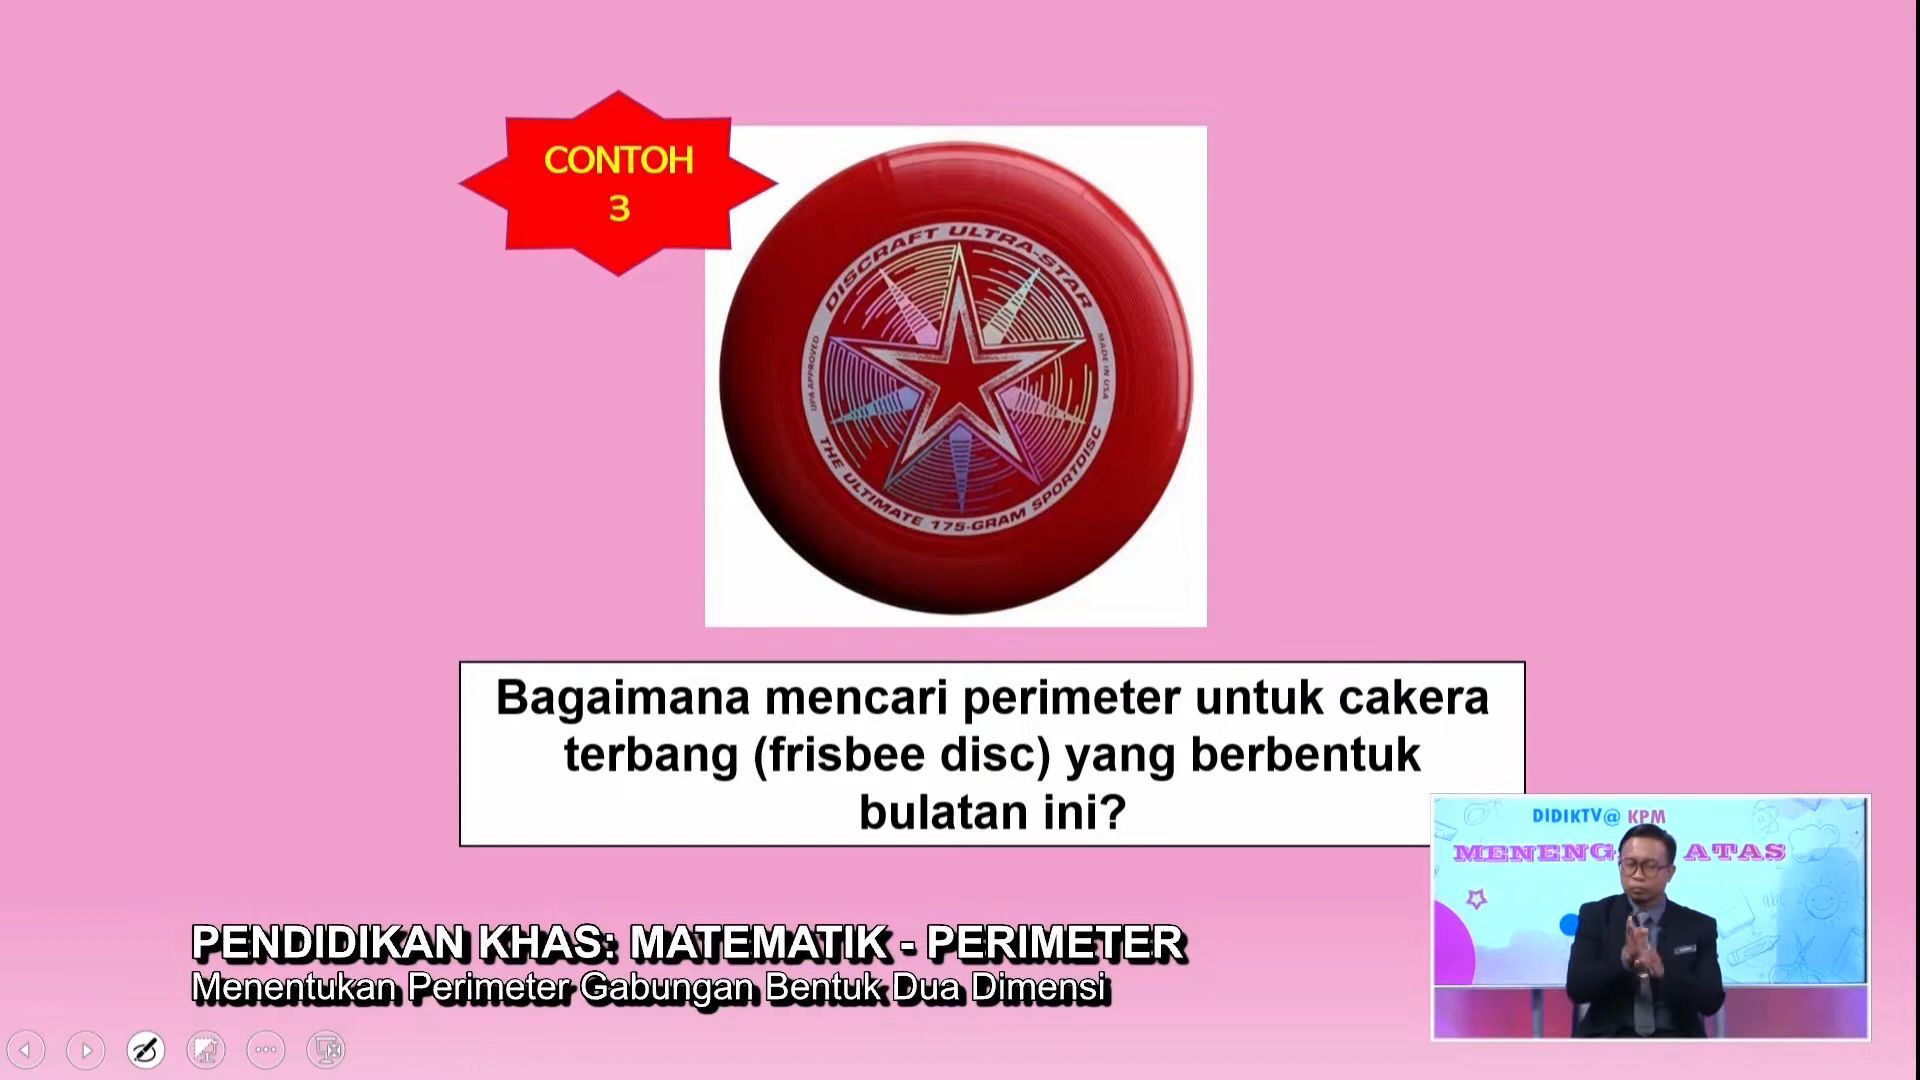 CONTOH
3
DISCRAFT ULTRA-STAR
UPA APPROVED
MADE IN USA
THE ULTIMATE 175-GRAM SPORTDISC
Bagaimana mencari perimeter untuk cakera
terbang (frisbee disc) yang berbentuk
bulatan ini?
DIDIKTV@ KPM
MENENG ATAS
PENDIDIKAN KHAS: MATEMATIK - PERIMETER
Menentukan Perimeter Gabungan Bentuk Dua Dimensi